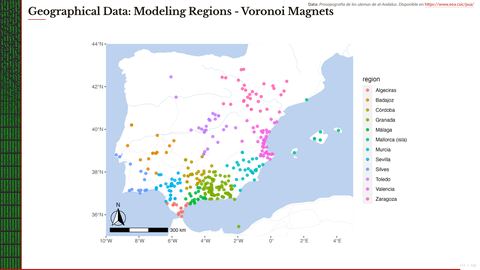 Data: Prosopografía de los ulemas de al-Andalus. Disponible en https://www.eea.csic/pua/
Geographical Data: Modeling Regions - Voronoi Magnets
44°N
42°N
40°N
38°N
36°N
10°W
8°W
6°W
4°W
2°W
0°
2°E
4°E
N
300 km
region
Algeciras
Badajoz
Córdoba
Granada
Málaga
Mallorca (isla)
Murcia
Sevilla
Silves
Toledo
Valencia
Zaragoza